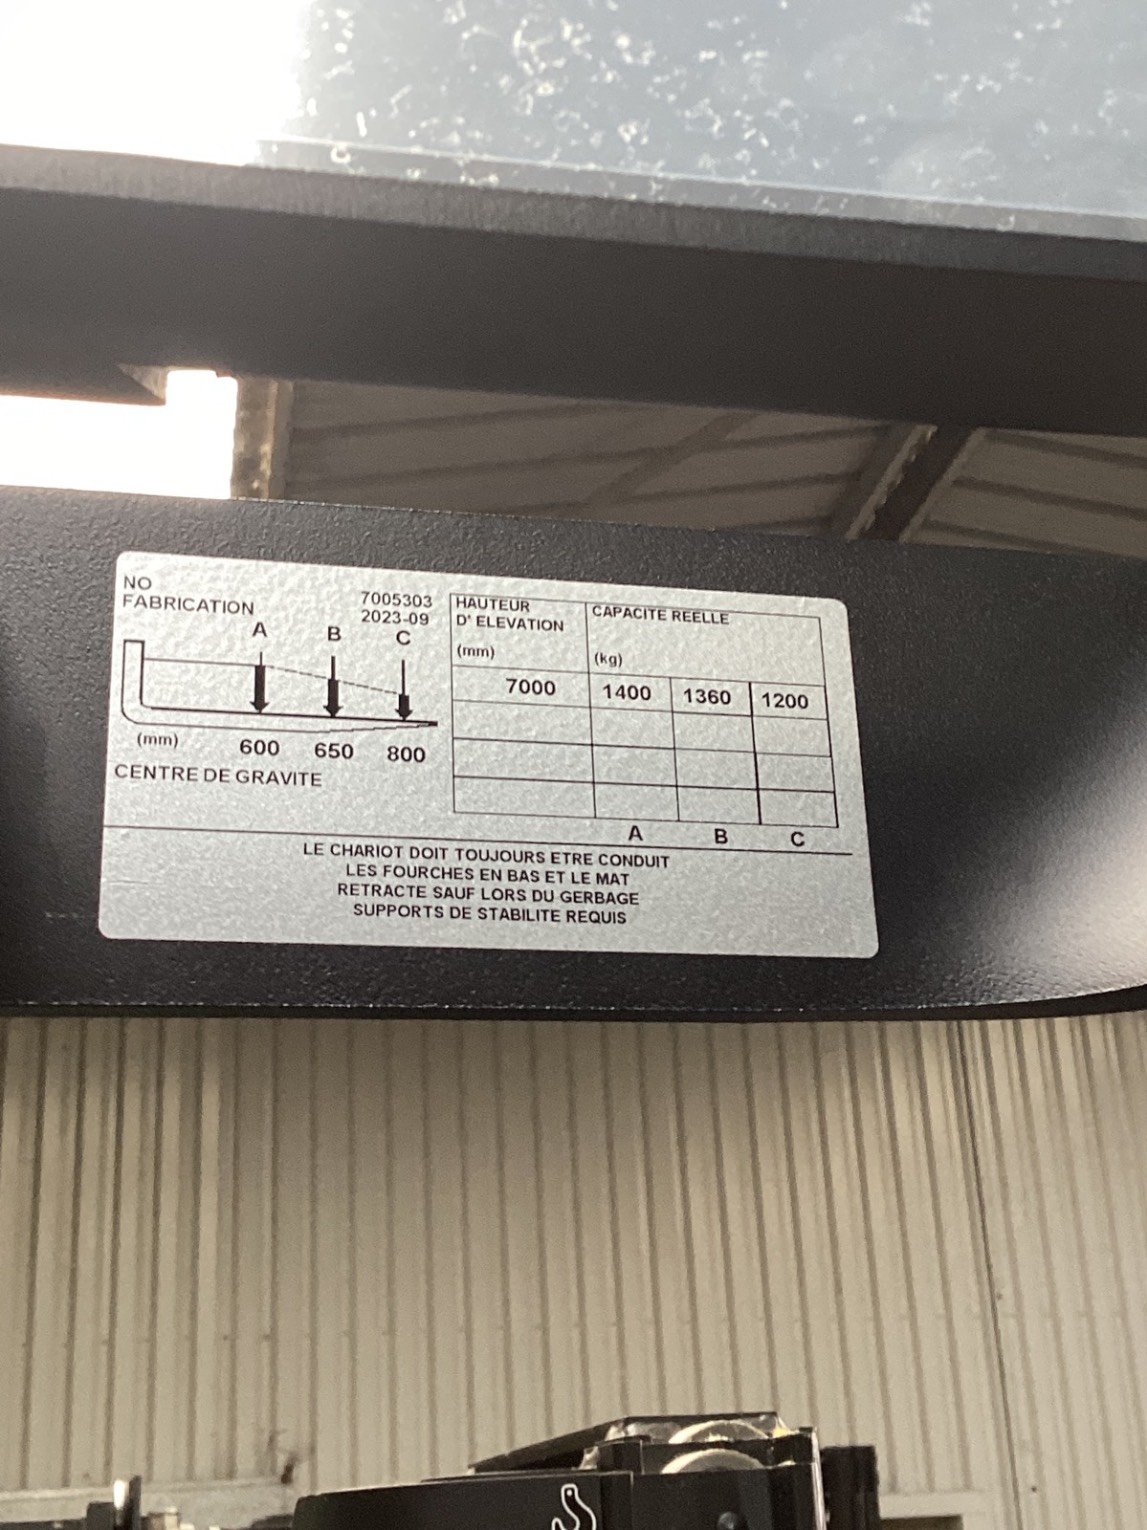 NO
FABRICATION
7005303
2023-09
A B C
(mm) 600 650 800
CENTRE DE GRAVITE
HAUTEUR
D' ELEVATION
(mm)
CAPACITE REELLE
(kg)
7000 1400 1360 1200
A B C
LE CHARIOT DOIT TOUJOURS ETRE CONDUIT
LES FOURCHES EN BAS ET LE MAT
RETRACTE SAUF LORS DU GERBAGE
SUPPORTS DE STABILITE REQUIS